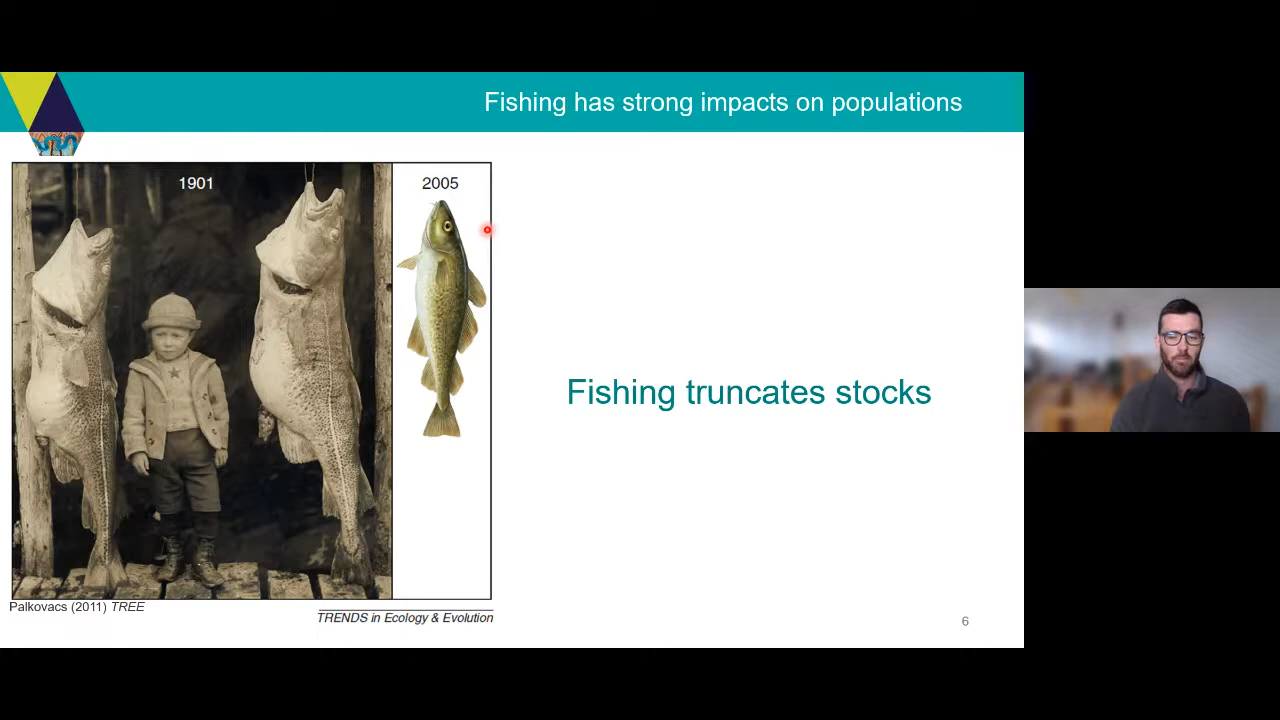 Fishing has strong impacts on populations
1901
2005
Fishing truncates stocks
Palkovacs (2011) TREE
TRENDS in Ecology & Evolution
6